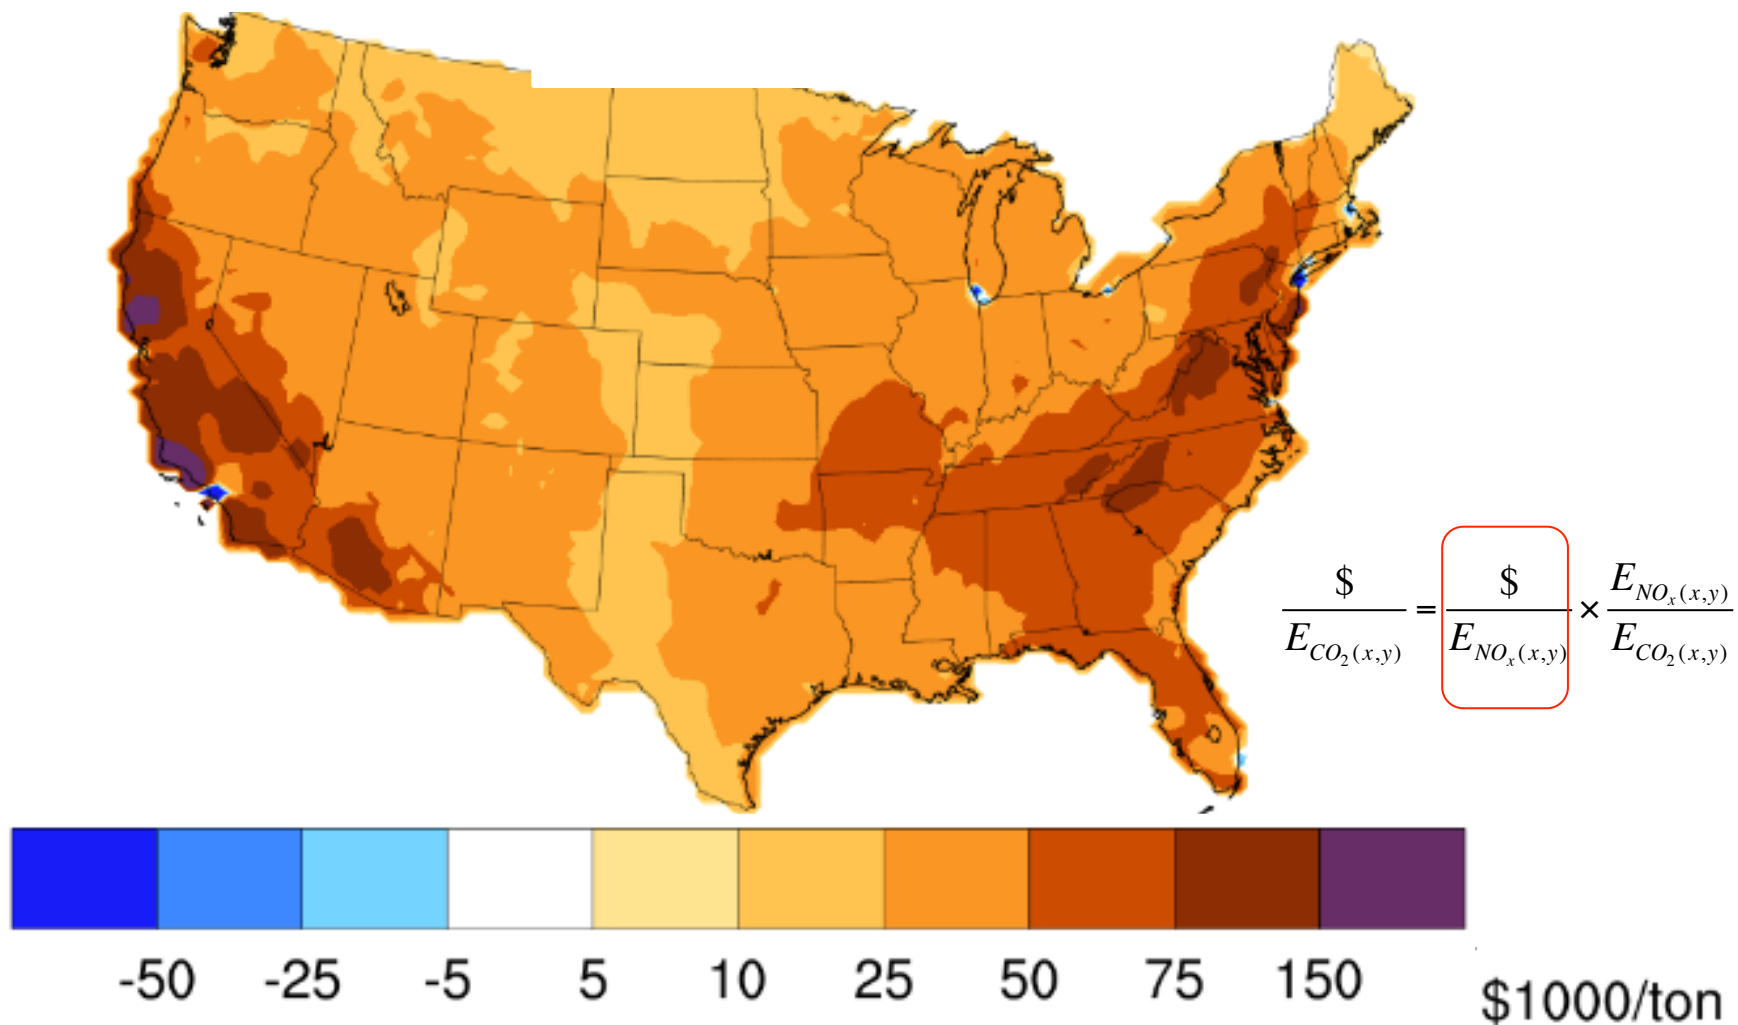 $ / E_{CO_2(x,y)} = $ / E_{NO_x(x,y)} × E_{NO_x(x,y)} / E_{CO_2(x,y)}
-50 -25 -5 5 10 25 50 75 150 $1000/ton